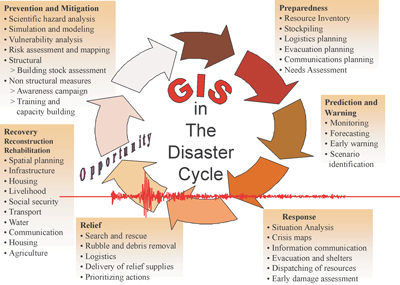 Prevention and Mitigation
• Scientific hazard analysis
• Simulation and modeling
• Vulnerability analysis
• Risk assessment and mapping
• Structural
> Building stock assessment
• Non structural measures
> Awareness campaign
> Training and
capacity building
Preparedness
• Resource Inventory
• Stockpiling
• Logistics planning
• Evacuation planning
• Communications planning
• Needs Assessment
GIS
in
The
Disaster
Cycle
Opportunity
Prediction and
Warning
• Monitoring
• Forecasting
• Early warning
• Scenario
identification
Recovery
Reconstruction
Rehabilitation
• Spatial planning
• Infrastructure
• Housing
• Livelihood
• Social security
• Transport
• Water
• Communication
• Housing
• Agriculture
Relief
• Search and rescue
• Rubble and debris removal
• Logistics
• Delivery of relief supplies
• Prioritizing actions
Response
• Situation Analysis
• Crisis maps
• Information communication
• Evacuation and shelters
• Dispatching of resources
• Early damage assessment